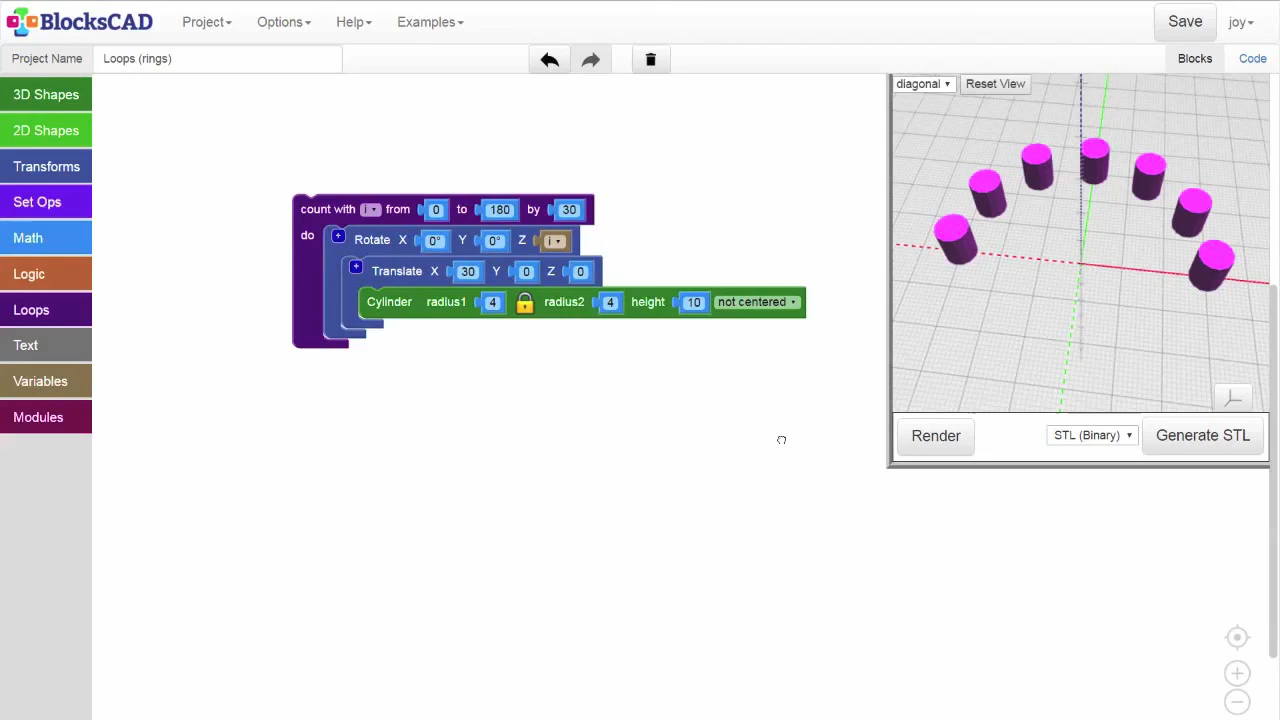 BlocksCAD Project Options Help Examples Save joy
Project Name Loops (rings) Blocks Code
3D Shapes
2D Shapes
Transforms
Set Ops
Math
Logic
Loops
Text
Variables
Modules
count with i from 0 to 180 by 30
do
Rotate X 0° Y 0° Z i
Translate X 30 Y 0 Z 0
Cylinder radius1 4 radius2 4 height 10 not centered
diagonal Reset View
Render STL (Binary) Generate STL